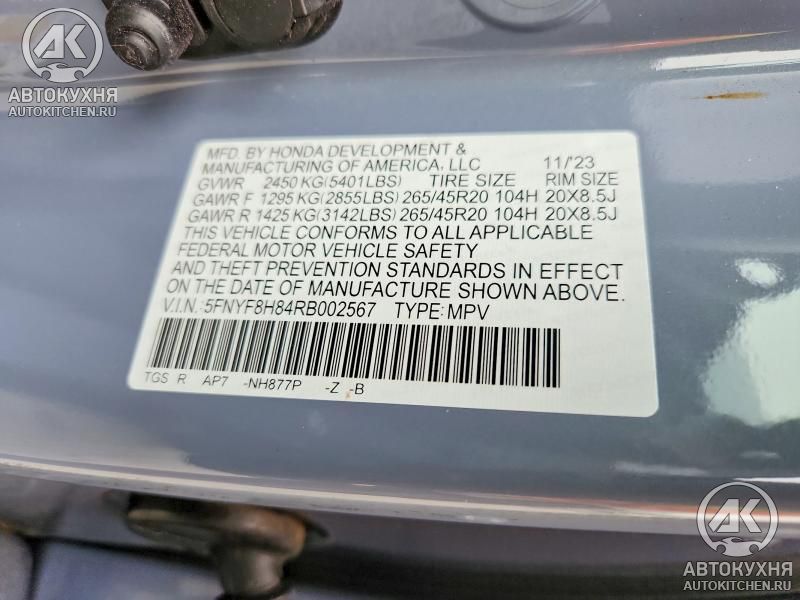 AK
АВТОКУХНЯ
AUTOKITCHEN.RU
MFD. BY HONDA DEVELOPMENT &
MANUFACTURING OF AMERICA, LLC 11/'23
GVWR 2450 KG(5401LBS) TIRE SIZE RIM SIZE
GAWR F 1295 KG(2855LBS) 265/45R20 104H 20X8.5J
GAWR R 1425 KG(3142LBS) 265/45R20 104H 20X8.5J
THIS VEHICLE CONFORMS TO ALL APPLICABLE
FEDERAL MOTOR VEHICLE SAFETY
AND THEFT PREVENTION STANDARDS IN EFFECT
ON THE DATE OF MANUFACTURE SHOWN ABOVE.
V.I.N.:5FNYF8H84RB002567 TYPE:MPV
TGS R AP7 -NH877P -Z -B
AK
АВТОКУХНЯ
AUTOKITCHEN.RU